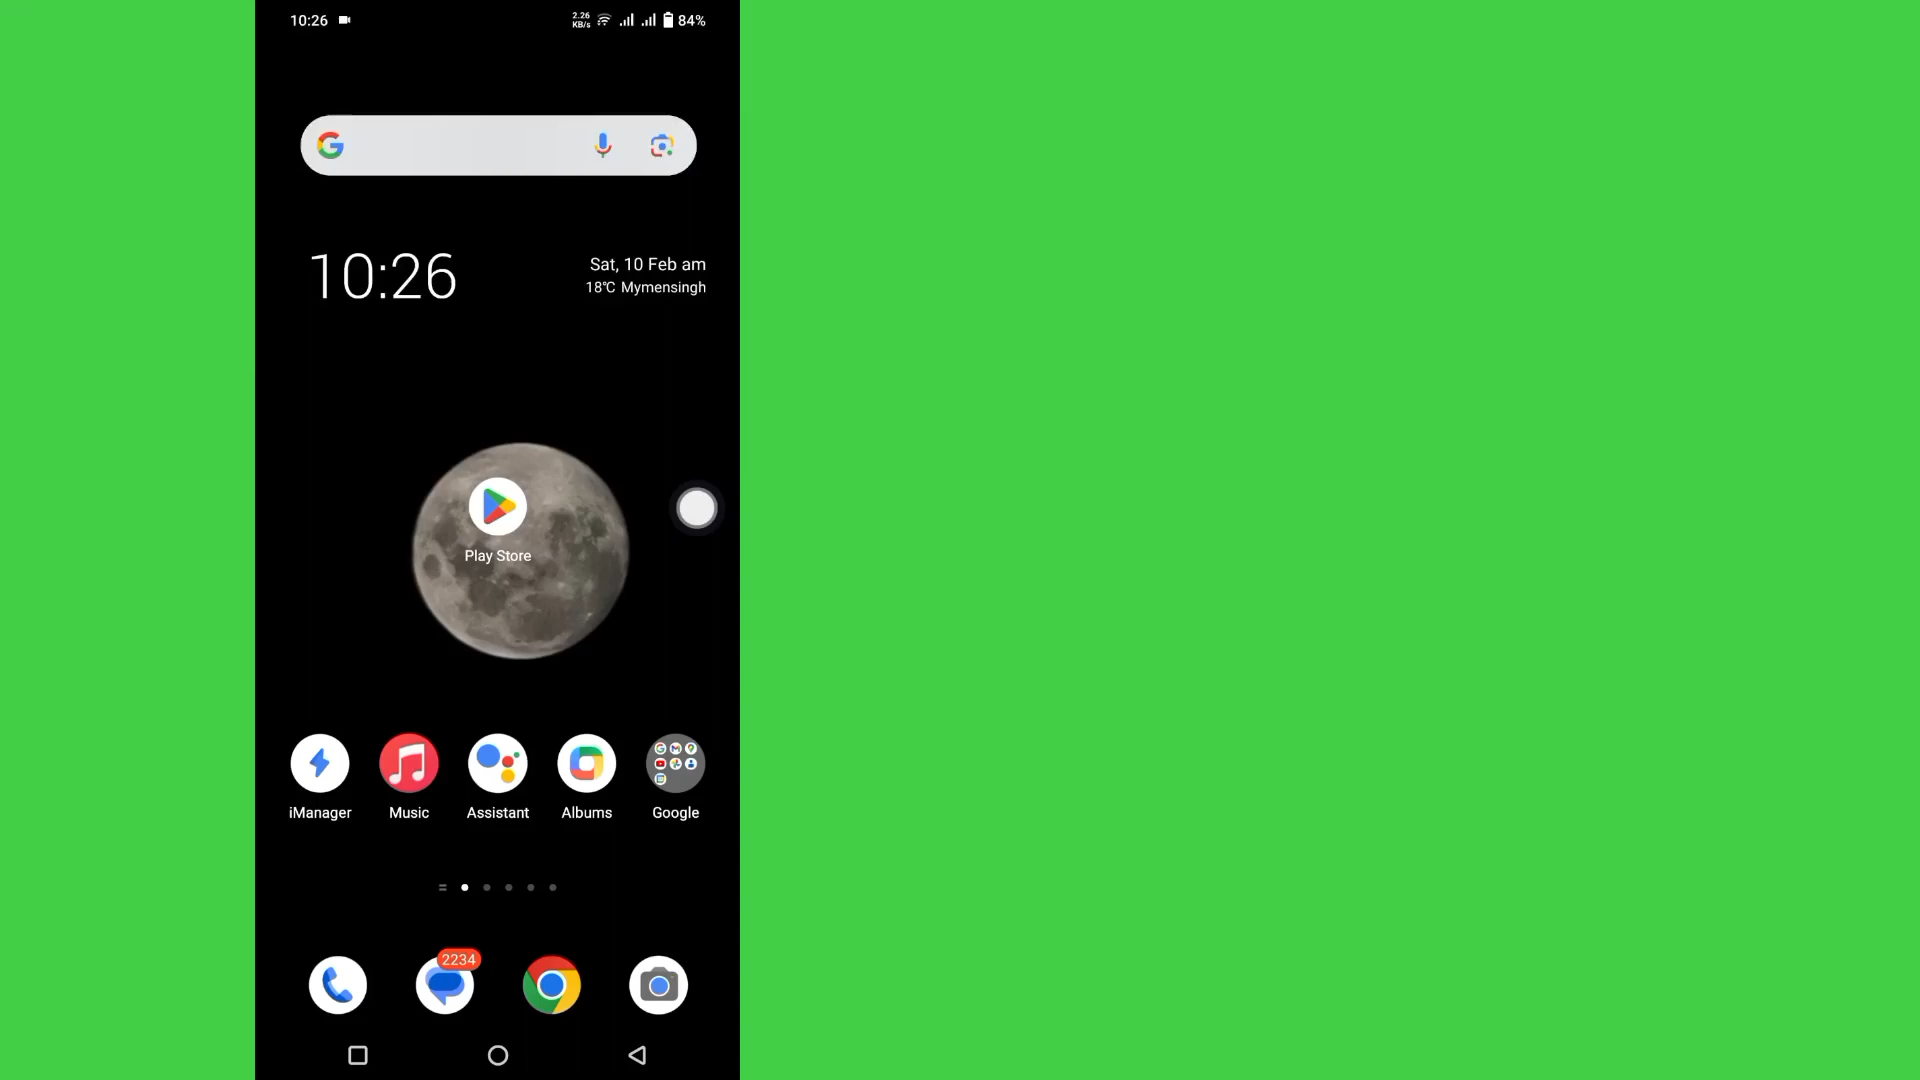 10:26
2.26
KB/s
84%
10:26
Sat, 10 Feb am
18℃ Mymensingh
Play Store
iManager
Music
Assistant
Albums
Google
2234